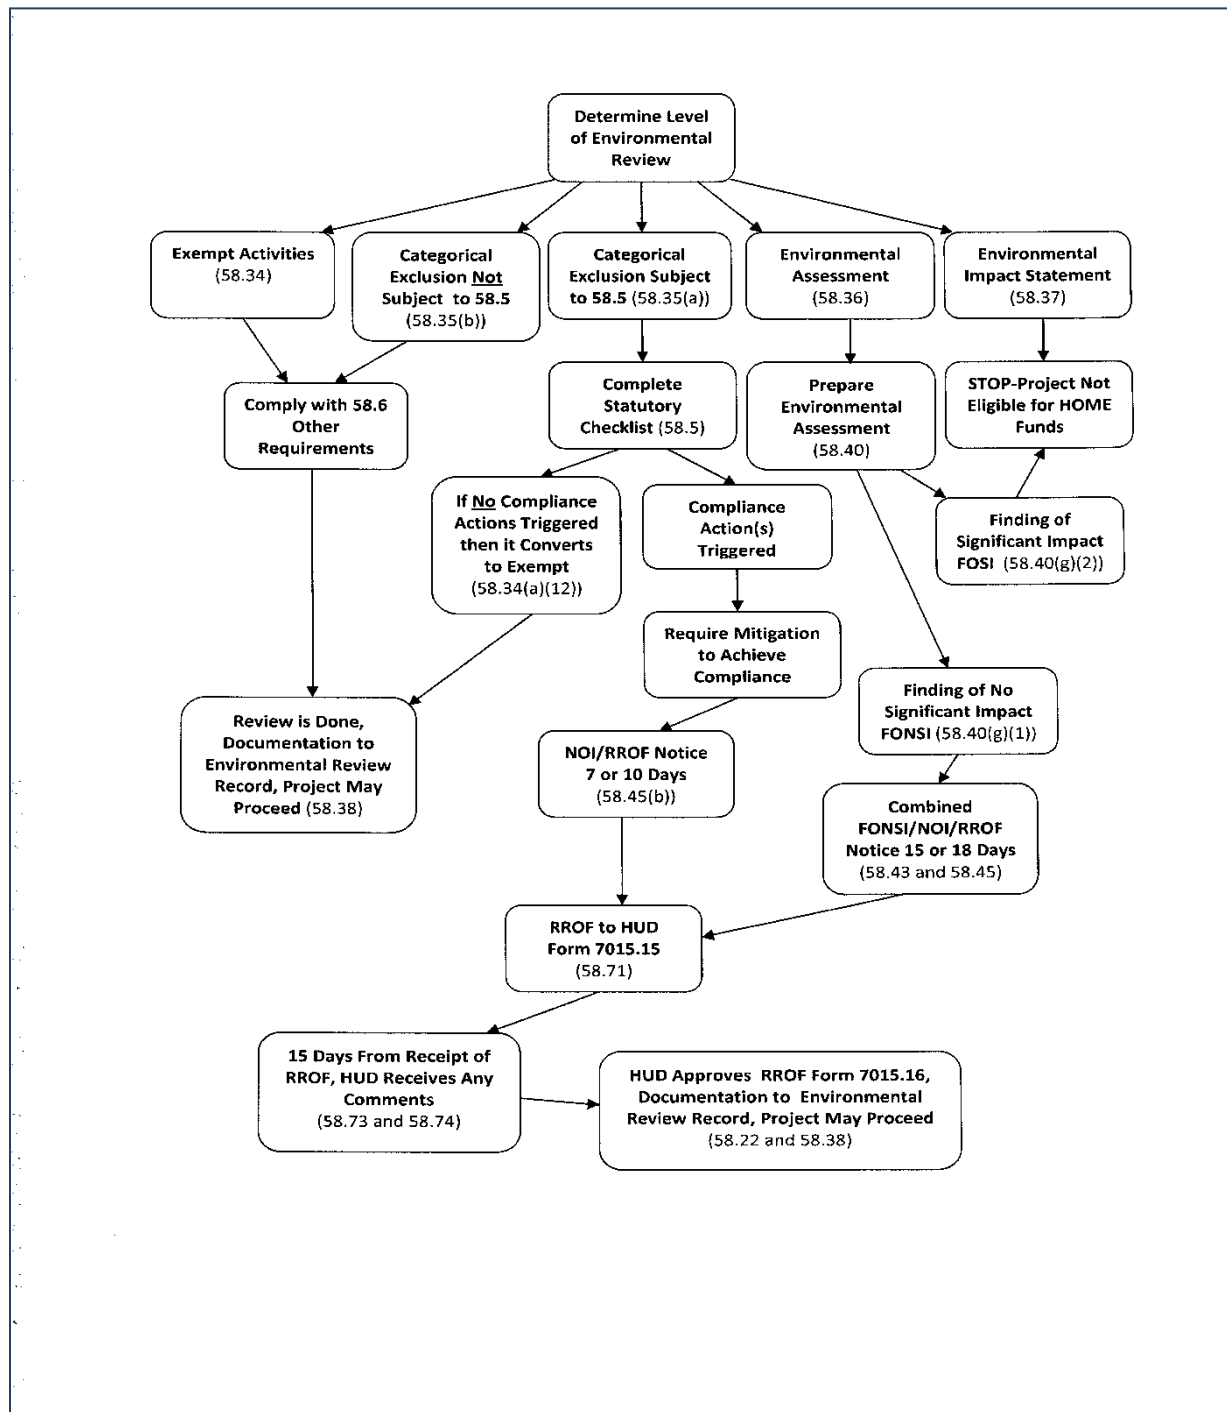 Determine Level
of Environmental
Review
Exempt Activities
(58.34)
Categorical
Exclusion Not
Subject to 58.5
(58.35(b))
Categorical
Exclusion Subject
to 58.5 (58.35(a))
Environmental
Assessment
(58.36)
Environmental
Impact Statement
(58.37)
Comply with 58.6
Other
Requirements
Complete
Statutory
Checklist (58.5)
Prepare
Environmental
Assessment
(58.40)
STOP-Project Not
Eligible for HOME
Funds
If No Compliance
Actions Triggered
then it Converts
to Exempt
(58.34(a)(12))
Compliance
Action(s)
Triggered
Finding of
Significant Impact
FOSI (58.40(g)(2))
Require Mitigation
to Achieve
Compliance
Finding of No
Significant Impact
FONSI (58.40(g)(1))
Review is Done,
Documentation to
Environmental Review
Record, Project May
Proceed (58.38)
NOI/RROF Notice
7 or 10 Days
(58.45(b))
Combined
FONSI/NOI/RROF
Notice 15 or 18 Days
(58.43 and 58.45)
RROF to HUD
Form 7015.15
(58.71)
15 Days From Receipt of
RROF, HUD Receives Any
Comments
(58.73 and 58.74)
HUD Approves RROF Form 7015.16,
Documentation to Environmental
Review Record, Project May Proceed
(58.22 and 58.38)